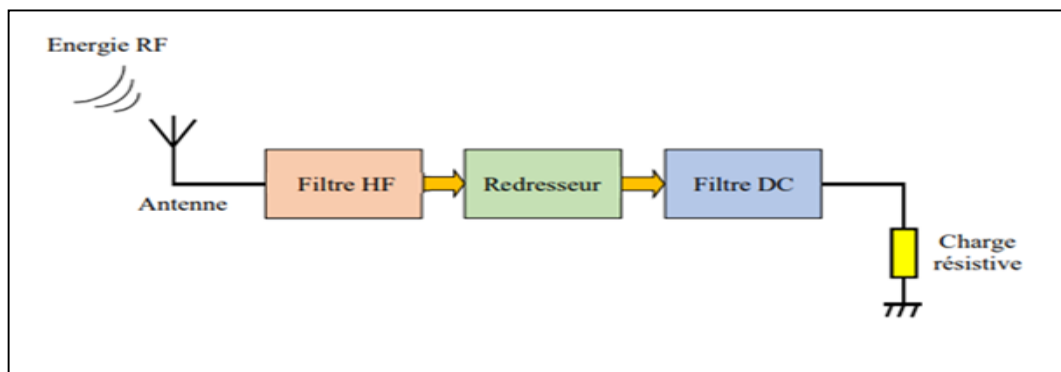 Energie RF
Antenne
Filtre HF
Redresseur
Filtre DC
Charge
résistive